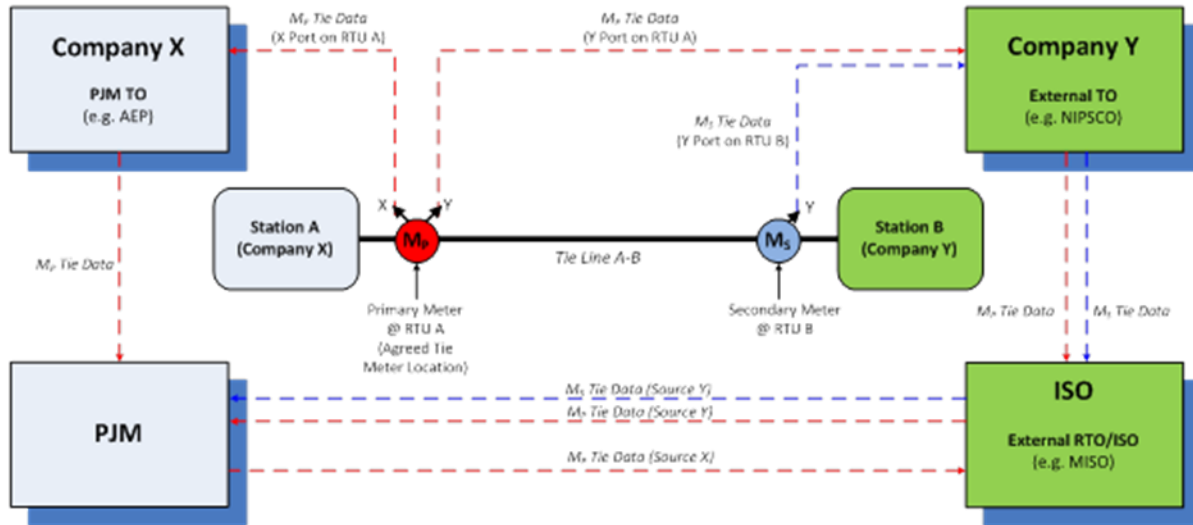 Mₚ Tie Data
(X Port on RTU A)
Mₚ Tie Data
(Y Port on RTU A)
Company X
PJM TO
(e.g. AEP)
Company Y
External TO
(e.g. NIPSCO)
Mₛ Tie Data
(Y Port on RTU B)
X
Y
Y
Station A
(Company X)
Mₚ
Mₛ
Station B
(Company Y)
Tie Line A-B
Mₚ Tie Data
Primary Meter
@ RTU A
(Agreed Tie
Meter Location)
Secondary Meter
@ RTU B
Mₚ Tie Data
Mₛ Tie Data
PJM
Mₛ Tie Data (Source Y)
Mₚ Tie Data (Source Y)
Mₚ Tie Data (Source X)
ISO
External RTO/ISO
(e.g. MISO)